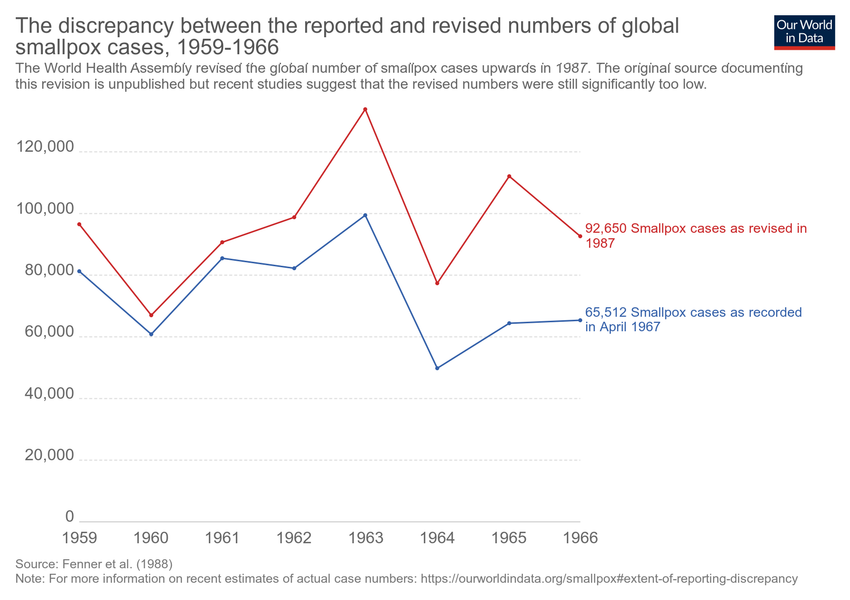 The discrepancy between the reported and revised numbers of global
smallpox cases, 1959-1966
Our World
in Data
The World Health Assembly revised the global number of smallpox cases upwards in 1987. The original source documenting
this revision is unpublished but recent studies suggest that the revised numbers were still significantly too low.
120,000
100,000
80,000
60,000
40,000
20,000
0
92,650 Smallpox cases as revised in
1987
65,512 Smallpox cases as recorded
in April 1967
1959 1960 1961 1962 1963 1964 1965 1966
Source: Fenner et al. (1988)
Note: For more information on recent estimates of actual case numbers: https://ourworldindata.org/smallpox#extent-of-reporting-discrepancy